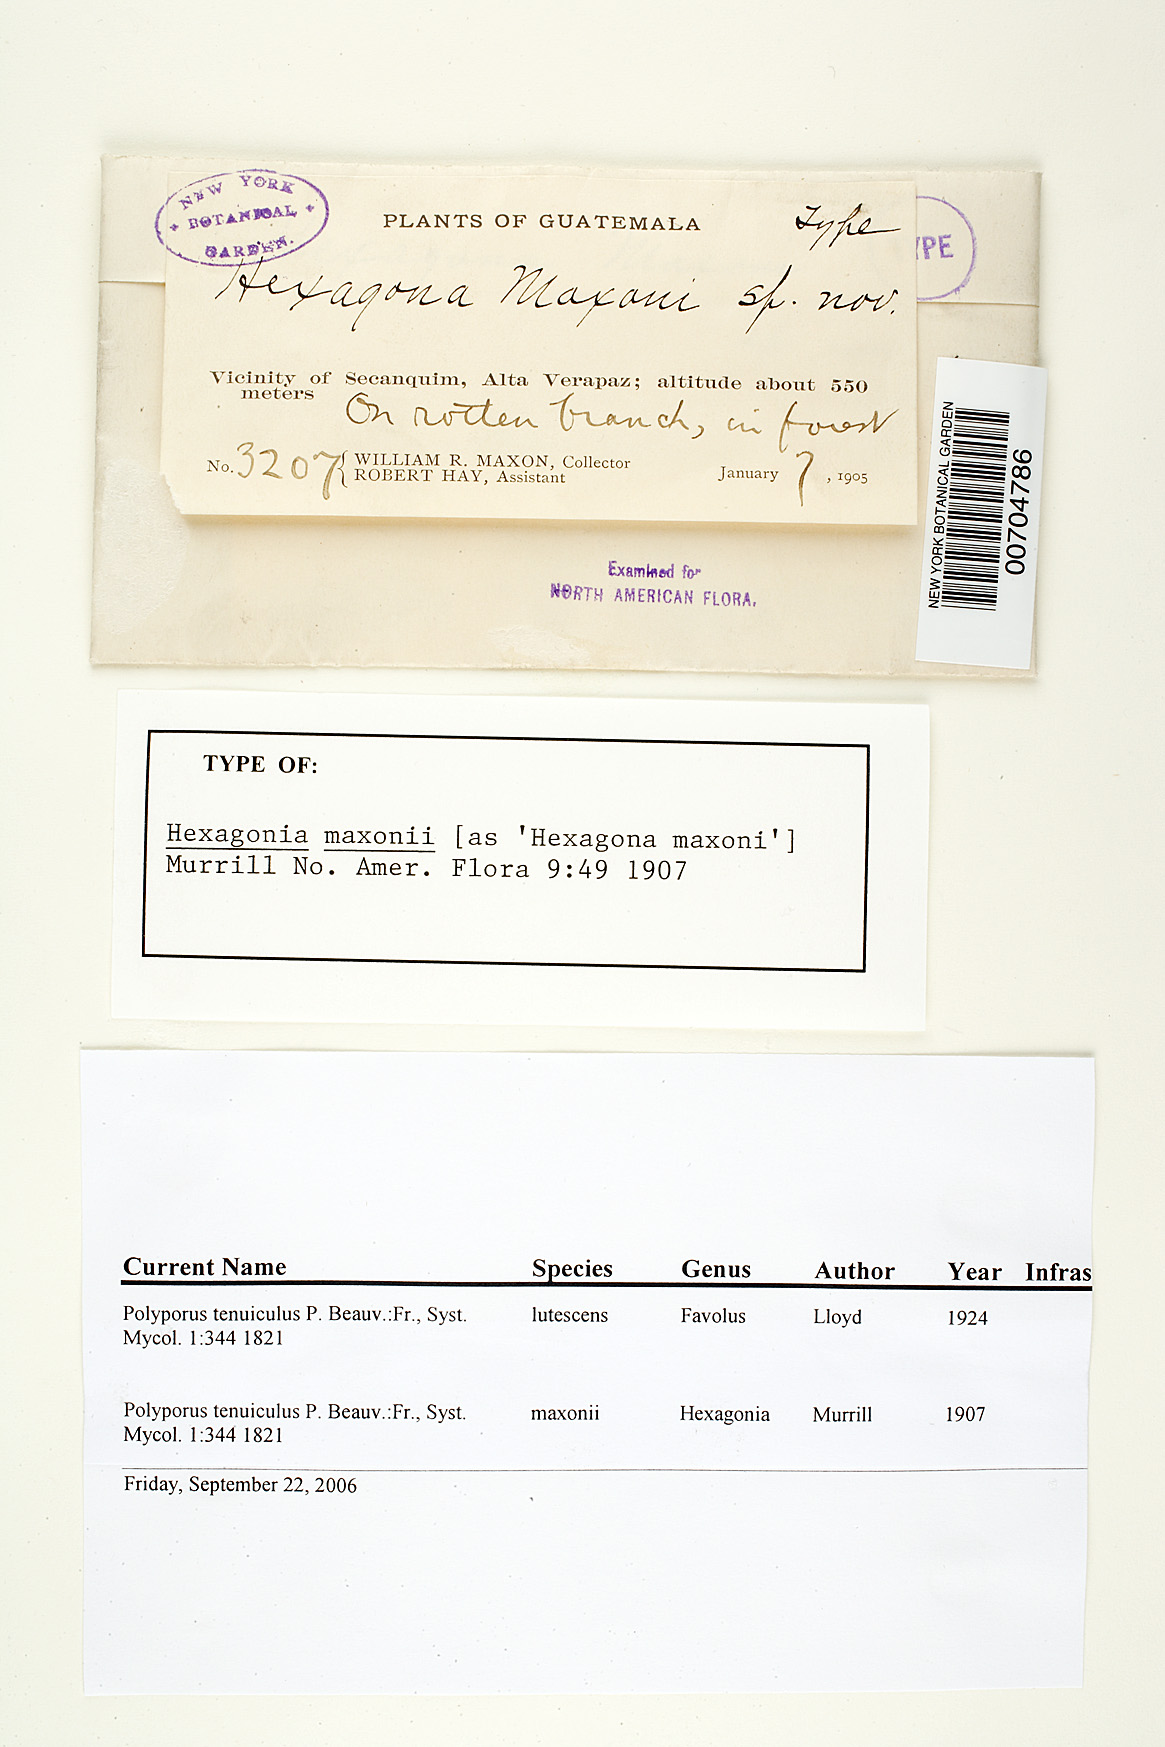 NEW YORK
BOTANICAL
GARDEN.
PLANTS OF GUATEMALA
Type
Hexagona Maxoni sp. nov.
Vicinity of Secanquim, Alta Verapaz; altitude about 550
meters
On rotten branch, in forest
No. 3207 { WILLIAM R. MAXON, Collector
ROBERT HAY, Assistant
January 7, 1905
Examined for
NORTH AMERICAN FLORA.
NEW YORK BOTANICAL GARDEN
00704786
TYPE OF:
Hexagonia maxonii [as 'Hexagona maxoni']
Murrill No. Amer. Flora 9:49 1907
Current Name Species Genus Author Year Infras
Polyporus tenuiculus P. Beauv.:Fr., Syst. lutescens Favolus Lloyd 1924
Mycol. 1:344 1821
Polyporus tenuiculus P. Beauv.:Fr., Syst. maxonii Hexagonia Murrill 1907
Mycol. 1:344 1821
Friday, September 22, 2006